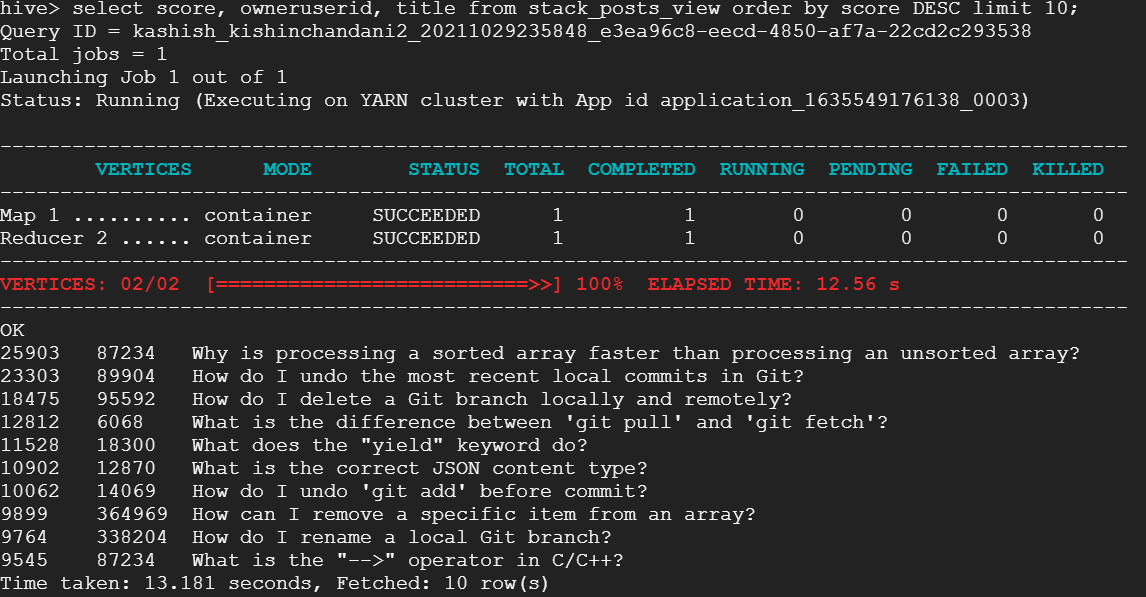 hive> select score, owneruserid, title from stack_posts_view order by score DESC limit 10;
Query ID = kashish_kishinchandani2_20211029235848_e3ea96c8-eecd-4850-af7a-22cd2c293538
Total jobs = 1
Launching Job 1 out of 1
Status: Running (Executing on YARN cluster with App id application_1635549176138_0003)
----------------------------------------------------------------------------------------------
        VERTICES      MODE        STATUS  TOTAL  COMPLETED  RUNNING  PENDING  FAILED  KILLED
----------------------------------------------------------------------------------------------
Map 1 .......... container     SUCCEEDED      1          1        0        0       0       0
Reducer 2 ...... container     SUCCEEDED      1          1        0        0       0       0
----------------------------------------------------------------------------------------------
VERTICES: 02/02  [==========================>>] 100%  ELAPSED TIME: 12.56 s
----------------------------------------------------------------------------------------------
OK
25903   87234   Why is processing a sorted array faster than processing an unsorted array?
23303   89904   How do I undo the most recent local commits in Git?
18475   95592   How do I delete a Git branch locally and remotely?
12812   6068    What is the difference between 'git pull' and 'git fetch'?
11528   18300   What does the "yield" keyword do?
10902   12870   What is the correct JSON content type?
10062   14069   How do I undo 'git add' before commit?
9899    364969  How can I remove a specific item from an array?
9764    338204  How do I rename a local Git branch?
9545    87234   What is the "-->" operator in C/C++?
Time taken: 13.181 seconds, Fetched: 10 row(s)